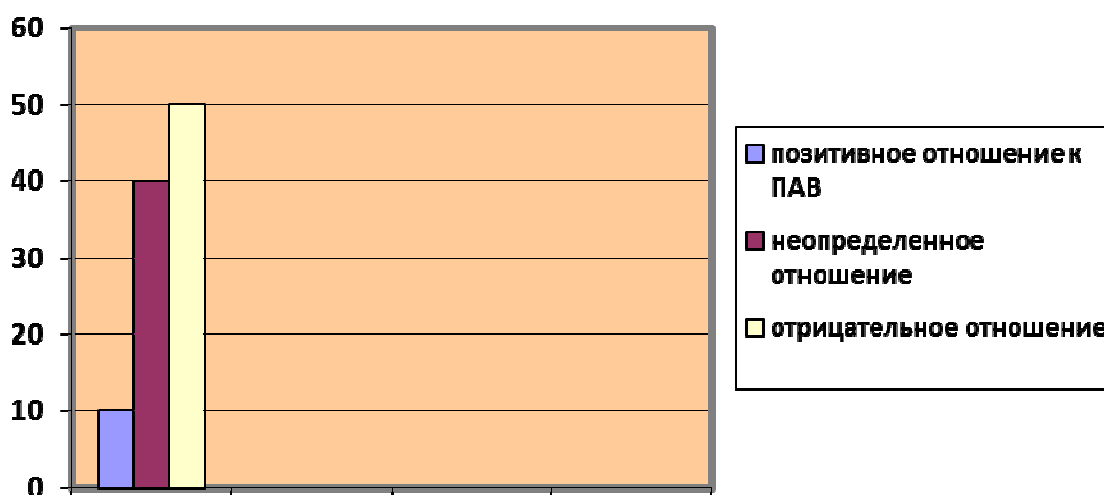 60
50
40
30
20
10
0
позитивное отношение к
ПАВ
неопределенное
отношение
отрицательное отношение